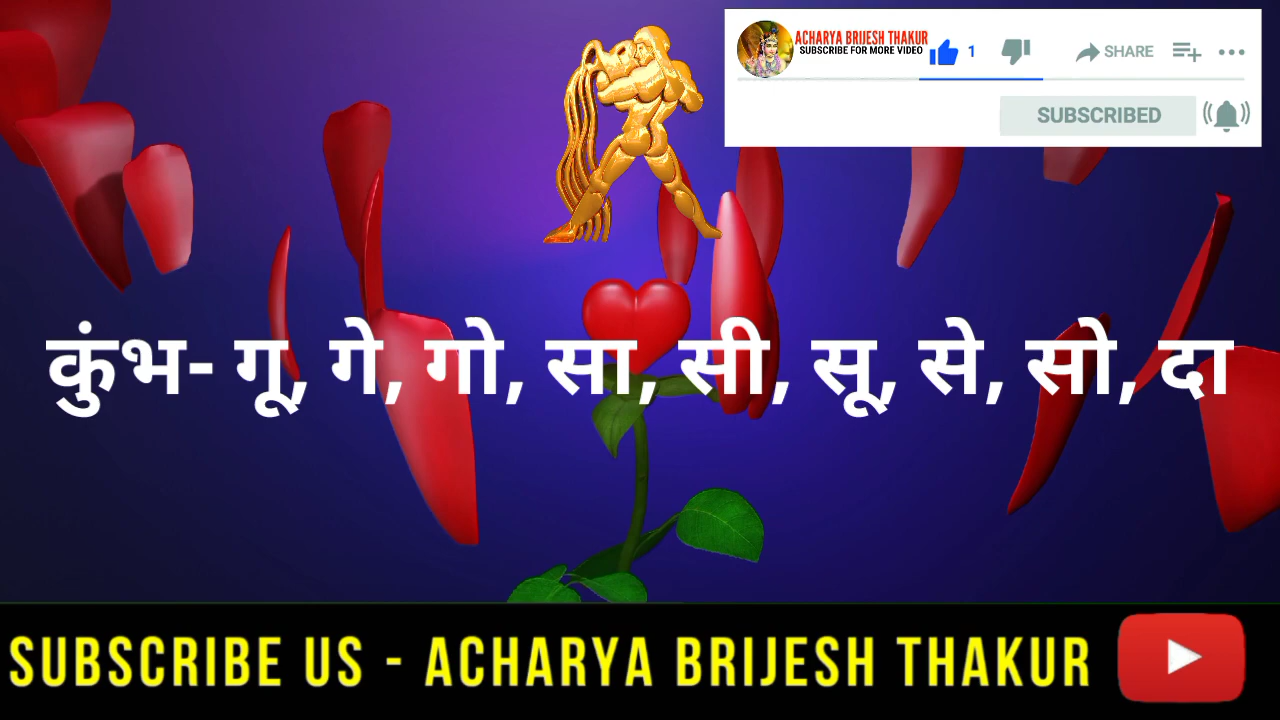 ACHARYA BRIJESH THAKUR
SUBSCRIBE FOR MORE VIDEO
1
SHARE
SUBSCRIBED
कुंभ- गू, गे, गो, सा, सी, सू, से, सो, दा
SUBSCRIBE US - ACHARYA BRIJESH THAKUR